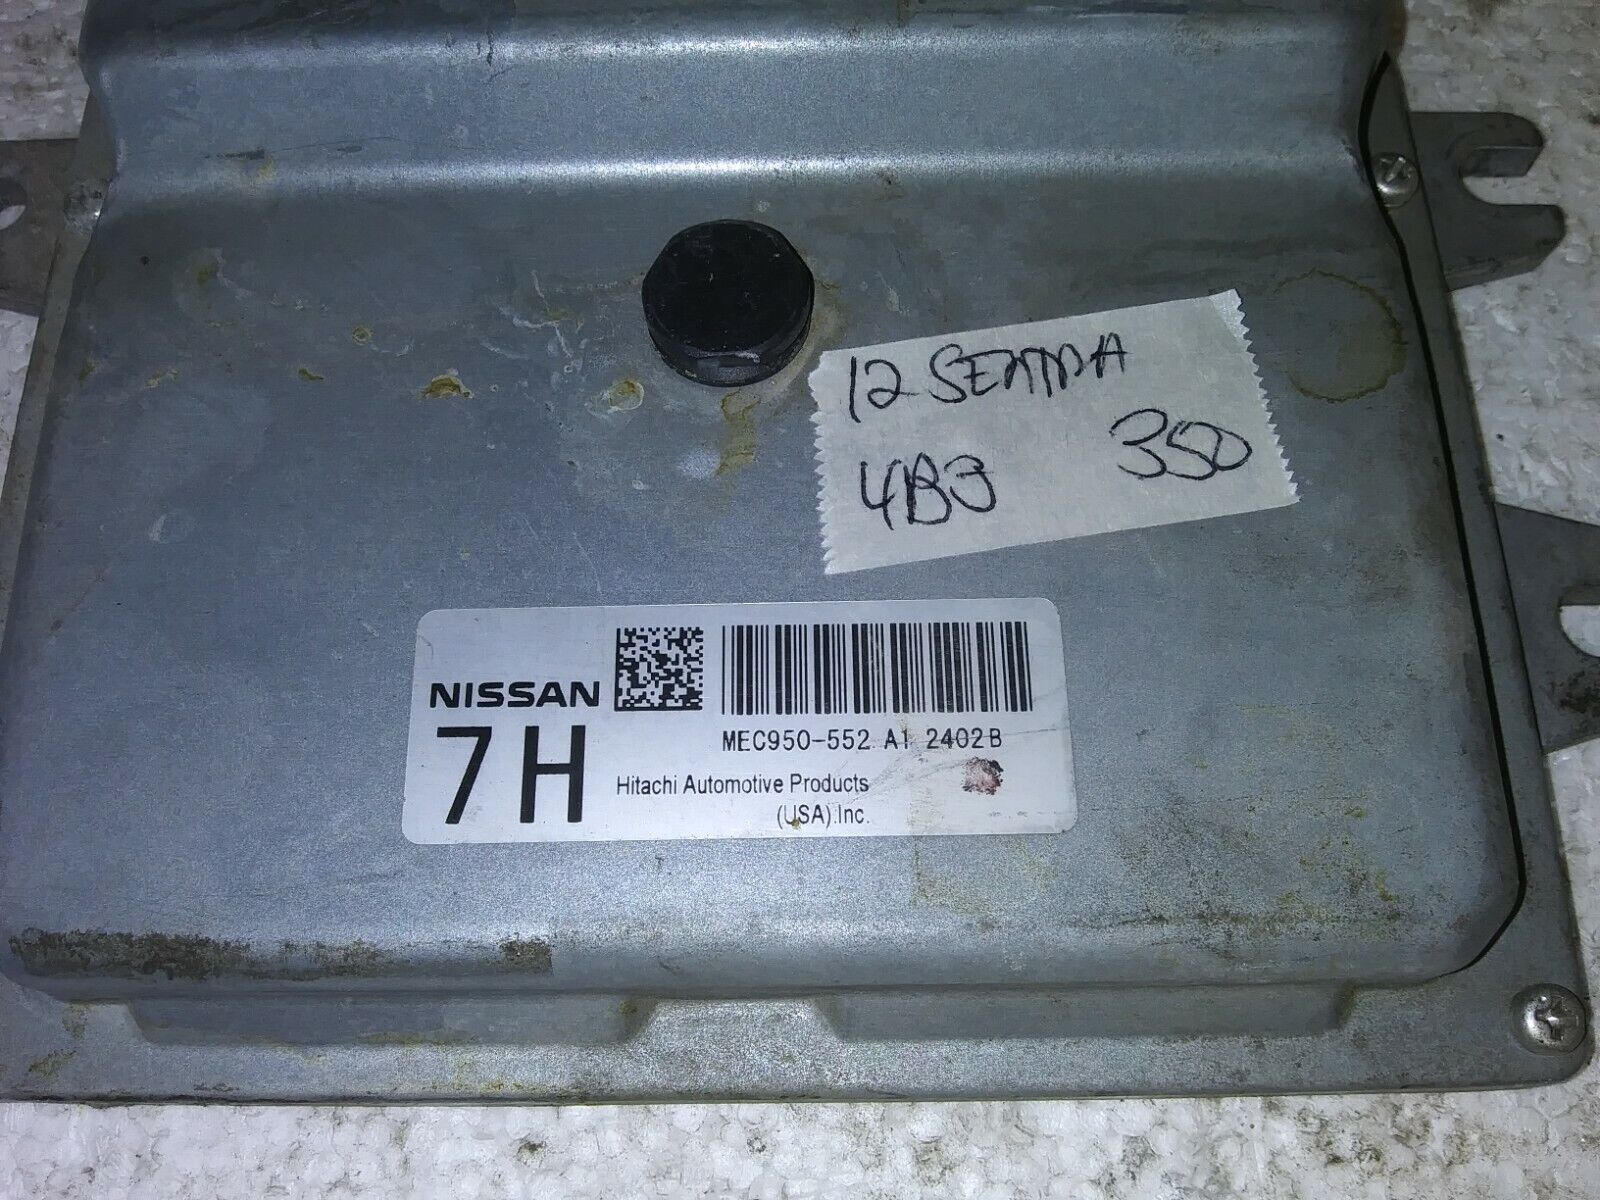 12 SENTRA
350
4B3
NISSAN
7H
MEC950-552 A1 2402B
Hitachi Automotive Products
(USA).Inc.